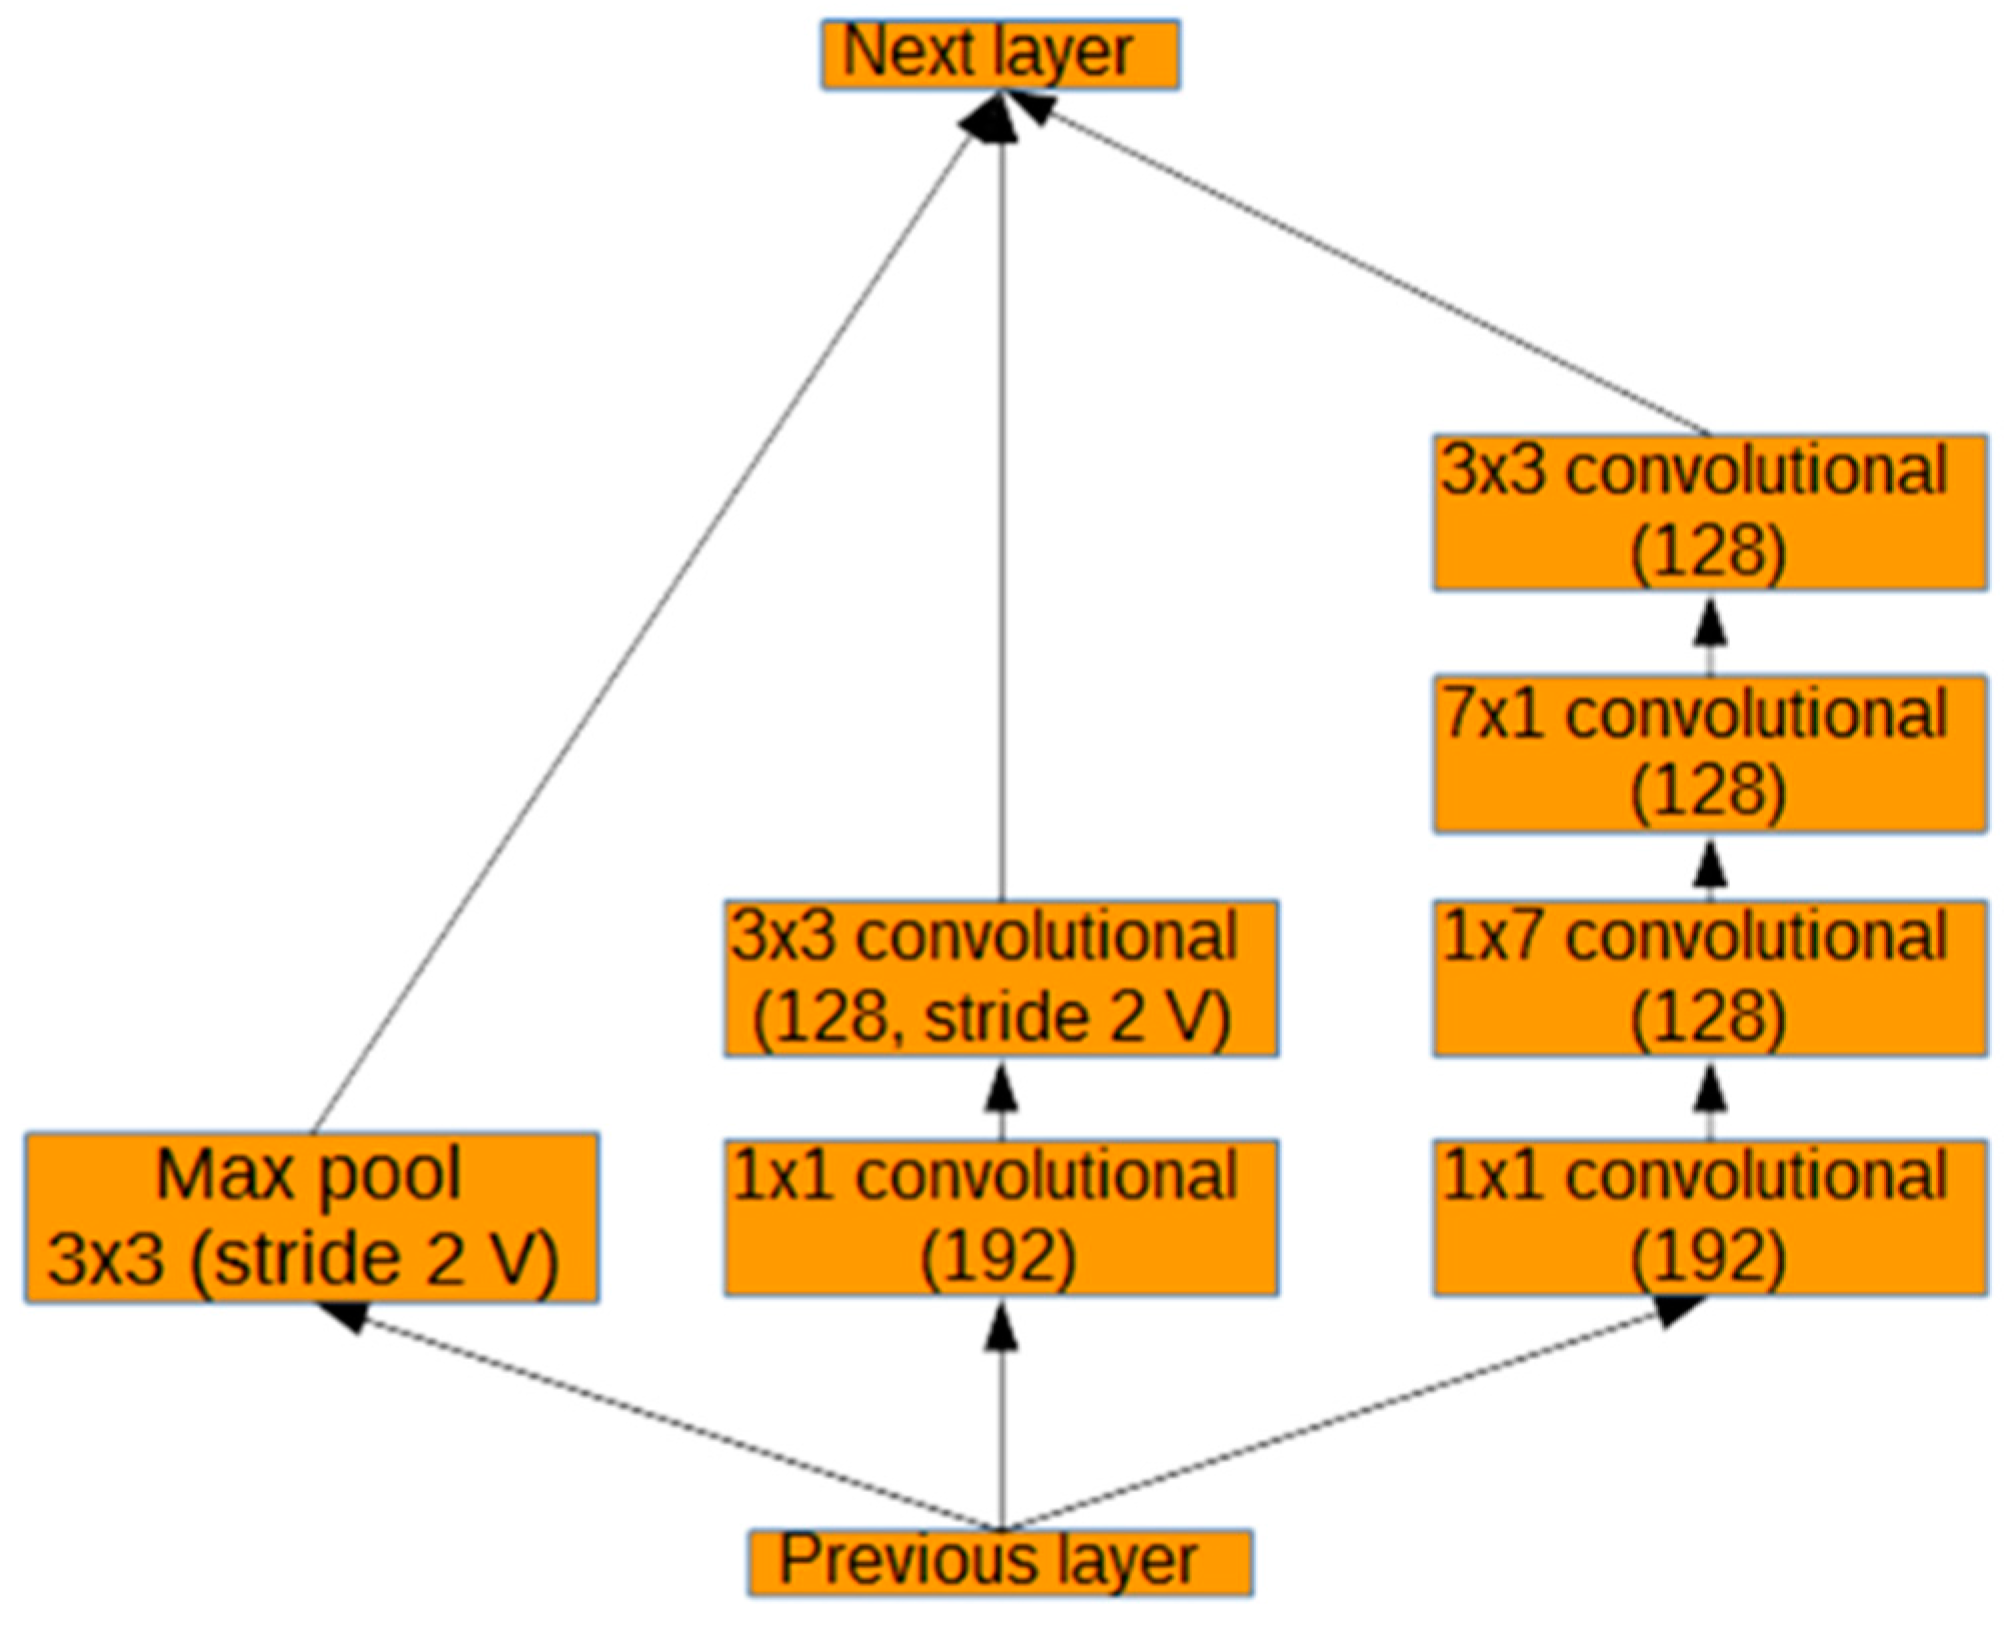 Next layer
3x3 convolutional
(128)
7x1 convolutional
(128)
3x3 convolutional
(128, stride 2 V)
1x7 convolutional
(128)
Max pool
3x3 (stride 2 V)
1x1 convolutional
(192)
1x1 convolutional
(192)
Previous layer